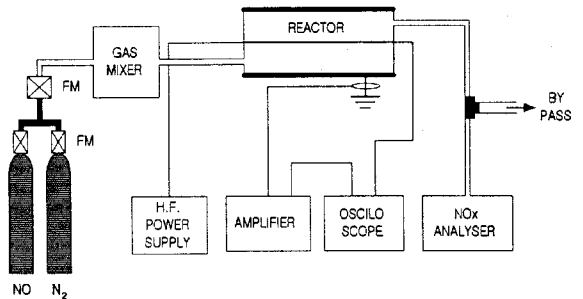 REACTOR
GAS
MIXER
FM
FM
BY
PASS
H.F.
POWER
SUPPLY
AMPLIFIER
OSCILO
SCOPE
NOx
ANALYSER
NO
N2